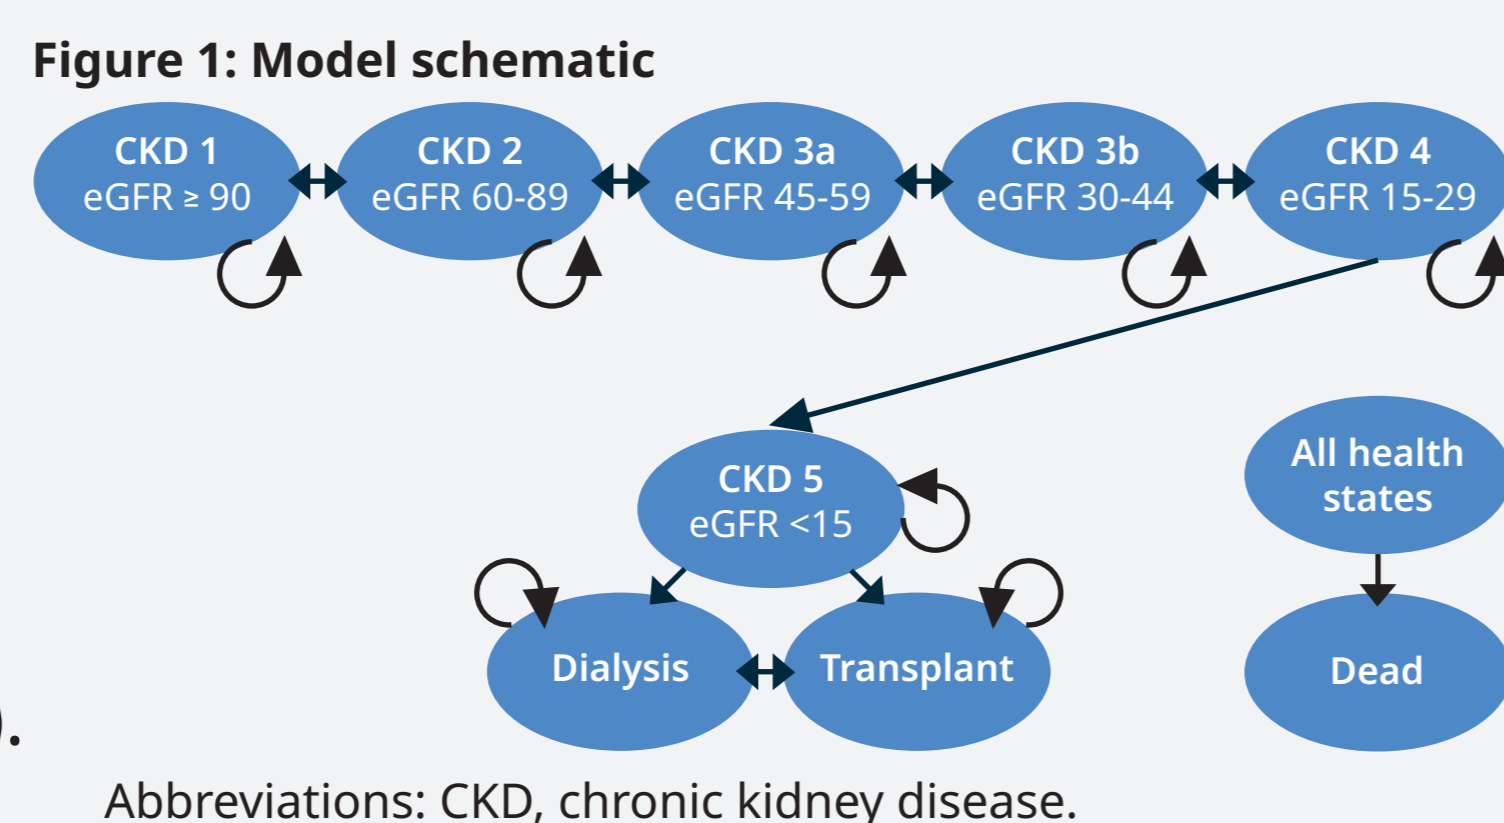 Figure 1: Model schematic
CKD 1
eGFR ≥ 90
CKD 2
eGFR 60-89
CKD 3a
eGFR 45-59
CKD 3b
eGFR 30-44
CKD 4
eGFR 15-29
CKD 5
eGFR <15
All health
states
Dialysis
Transplant
Dead
).
Abbreviations: CKD, chronic kidney disease.